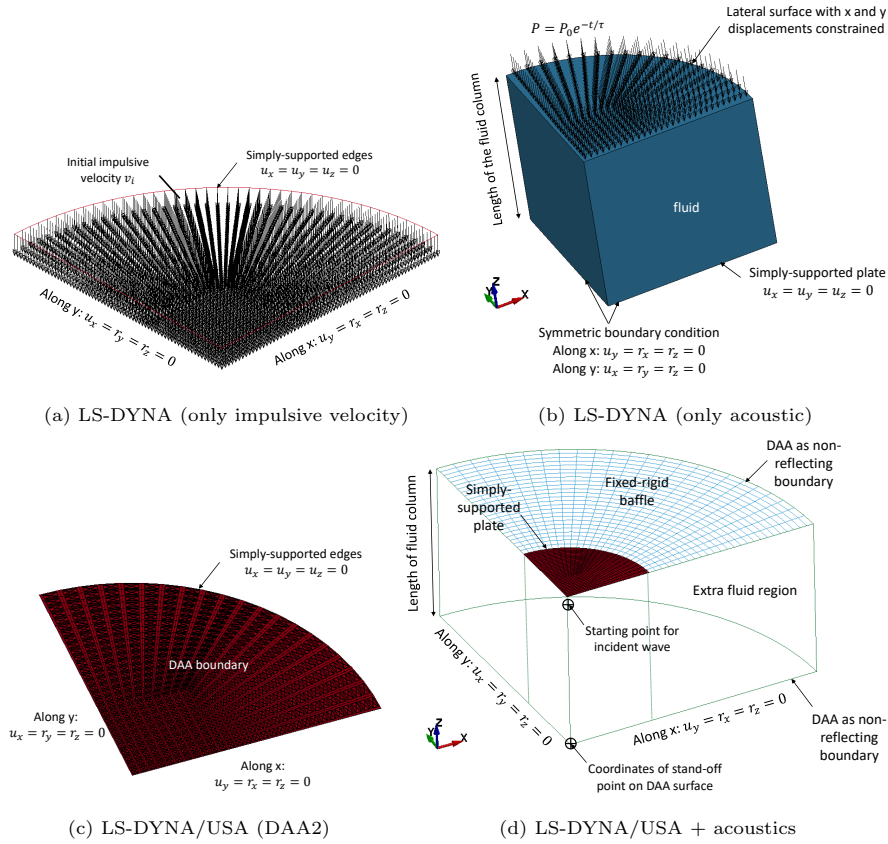 Initial impulsive
velocity v_i
Simply-supported edges
u_x = u_y = u_z = 0
Along y: u_x = r_y = r_z = 0
Along x: u_y = r_x = r_z = 0
(a) LS-DYNA (only impulsive velocity)
P = P_0 e^{-t/τ}
Lateral surface with x and y
displacements constrained
Length of the fluid column
fluid
Simply-supported plate
u_x = u_y = u_z = 0
Z
Y
X
Symmetric boundary condition
Along x: u_y = r_x = r_z = 0
Along y: u_x = r_y = r_z = 0
(b) LS-DYNA (only acoustic)
Simply-supported edges
u_x = u_y = u_z = 0
DAA boundary
Along y:
u_x = r_y = r_z = 0
Along x:
u_y = r_x = r_z = 0
(c) LS-DYNA/USA (DAA2)
DAA as non-
reflecting
boundary
Simply-
supported
plate
Fixed-rigid
baffle
Length of fluid column
Extra fluid region
Starting point for
incident wave
Along y: u_x = r_y = r_z = 0
Along x: u_y = r_x = r_z = 0
Z
Y
X
DAA as non-
reflecting
boundary
Coordinates of stand-off
point on DAA surface
(d) LS-DYNA/USA + acoustics